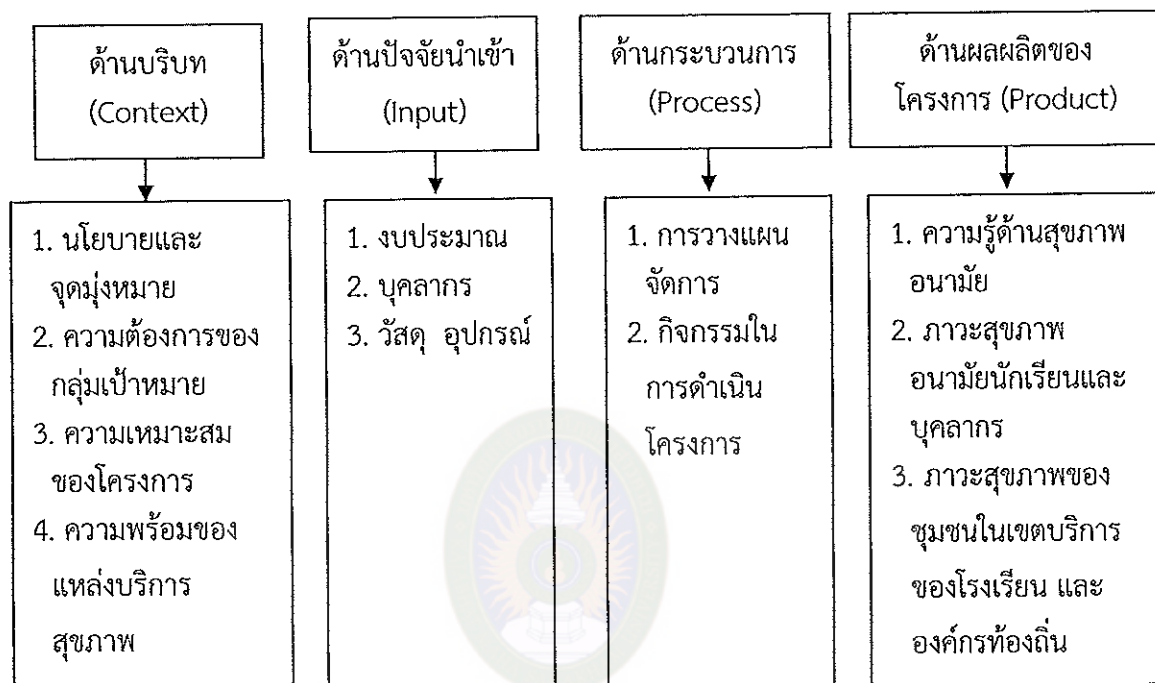 ด้านบริบท
(Context)
1. นโยบายและ
จุดมุ่งหมาย
2. ความต้องการของ
กลุ่มเป้าหมาย
3. ความเหมาะสม
ของโครงการ
4. ความพร้อมของ
แหล่งบริการ
สุขภาพ
ด้านปัจจัยนำเข้า
(Input)
1. งบประมาณ
2. บุคลากร
3. วัสดุ อุปกรณ์
ด้านกระบวนการ
(Process)
1. การวางแผน
จัดการ
2. กิจกรรมใน
การดำเนิน
โครงการ
ด้านผลผลิตของ
โครงการ (Product)
1. ความรู้ด้านสุขภาพ
อนามัย
2. ภาวะสุขภาพ
อนามัยนักเรียนและ
บุคลากร
3. ภาวะสุขภาพของ
ชุมชนในเขตบริการ
ของโรงเรียน และ
องค์กรท้องถิ่น